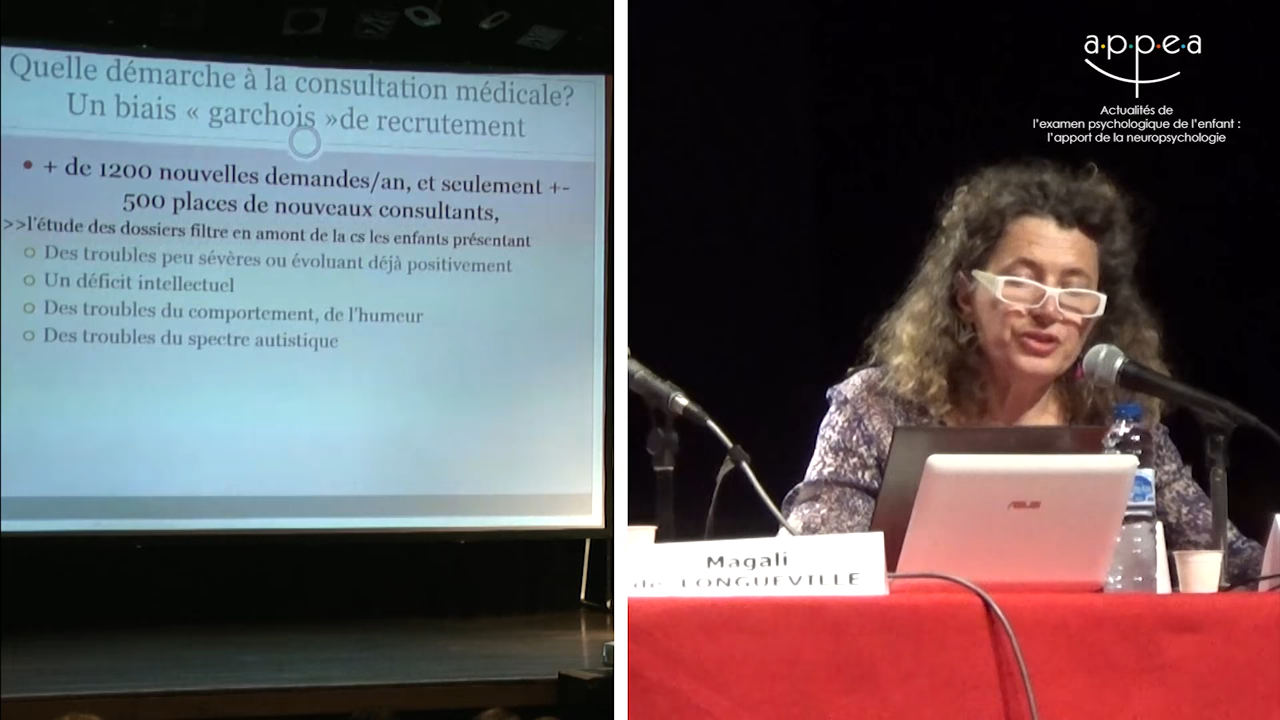 Quelle démarche à la consultation médicale?
Un biais « garchois »de recrutement
• + de 1200 nouvelles demandes/an, et seulement +-
500 places de nouveaux consultants,
>>l'étude des dossiers filtre en amont de la cs les enfants présentant
Des troubles peu sévères ou évoluant déjà positivement
Un déficit intellectuel
Des troubles du comportement, de l'humeur
Des troubles du spectre autistique
a·p·p·e·a
Actualités de
l'examen psychologique de l'enfant :
l'apport de la neuropsychologie
ASUS
Magali
de LONGUEVILLE